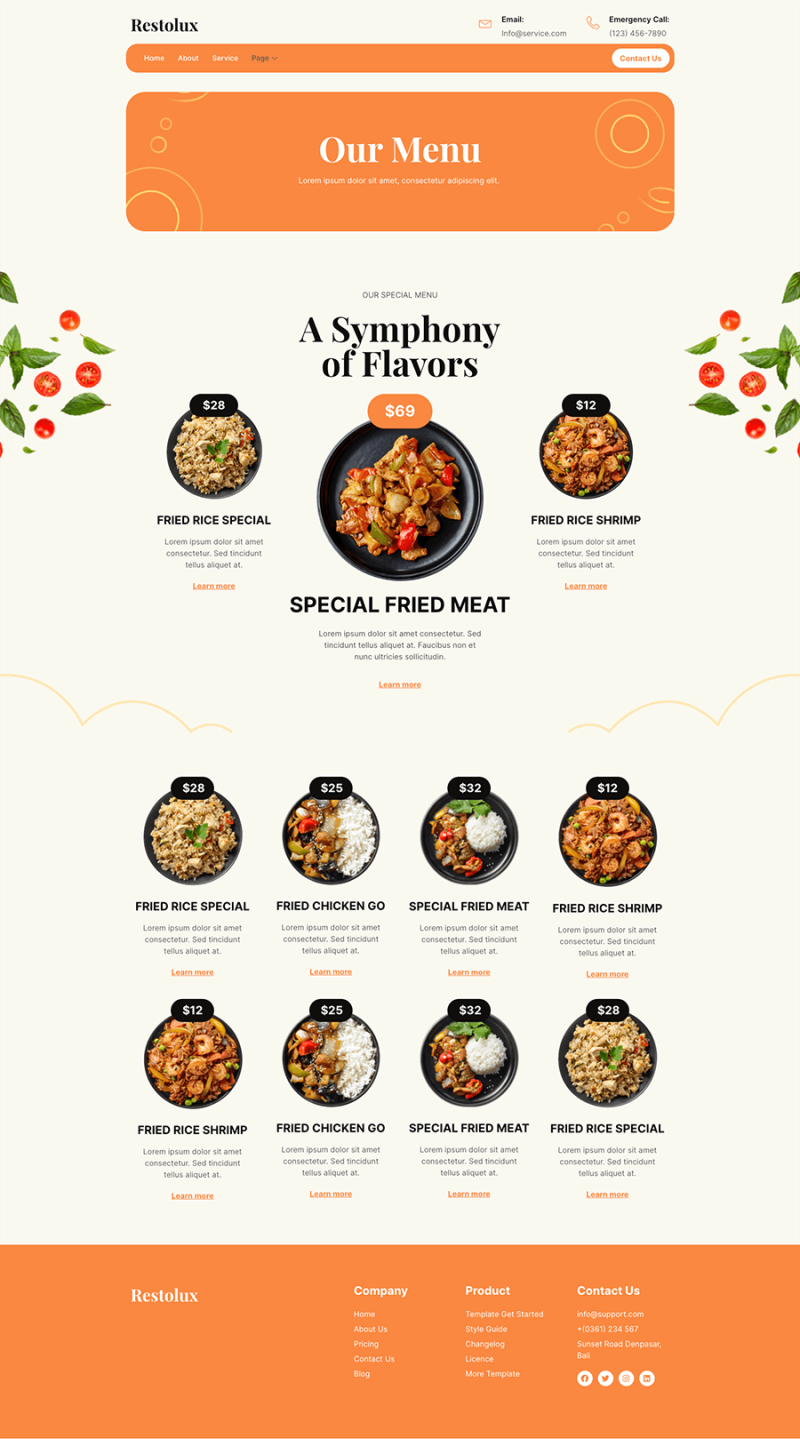 Restolux
Email:
Info@service.com
Emergency Call:
(123) 456-7890
Home
About
Service
Page
Contact Us
Our Menu
Lorem ipsum dolor sit amet, consectetur adipiscing elit.
OUR SPECIAL MENU
A Symphony
of Flavors
$28
FRIED RICE SPECIAL
Lorem ipsum dolor sit amet
consectetur. Sed tincidunt
tellus aliquet at.
Learn more
$69
SPECIAL FRIED MEAT
Lorem ipsum dolor sit amet consectetur. Sed
tincidunt tellus aliquet at. Faucibus non et
nunc ultricies sollicitudin.
Learn more
$12
FRIED RICE SHRIMP
Lorem ipsum dolor sit amet
consectetur. Sed tincidunt
tellus aliquet at.
Learn more
$28
FRIED RICE SPECIAL
Lorem ipsum dolor sit amet
consectetur. Sed tincidunt
tellus aliquet at.
Learn more
$25
FRIED CHICKEN GO
Lorem ipsum dolor sit amet
consectetur. Sed tincidunt
tellus aliquet at.
Learn more
$32
SPECIAL FRIED MEAT
Lorem ipsum dolor sit amet
consectetur. Sed tincidunt
tellus aliquet at.
Learn more
$12
FRIED RICE SHRIMP
Lorem ipsum dolor sit amet
consectetur. Sed tincidunt
tellus aliquet at.
Learn more
$12
FRIED RICE SHRIMP
Lorem ipsum dolor sit amet
consectetur. Sed tincidunt
tellus aliquet at.
Learn more
$25
FRIED CHICKEN GO
Lorem ipsum dolor sit amet
consectetur. Sed tincidunt
tellus aliquet at.
Learn more
$32
SPECIAL FRIED MEAT
Lorem ipsum dolor sit amet
consectetur. Sed tincidunt
tellus aliquet at.
Learn more
$28
FRIED RICE SPECIAL
Lorem ipsum dolor sit amet
consectetur. Sed tincidunt
tellus aliquet at.
Learn more
Restolux
Company
Home
About Us
Pricing
Contact Us
Blog
Product
Template Get Started
Style Guide
Changelog
Licence
More Template
Contact Us
info@support.com
+(0361) 234 567
Sunset Road Denpasar,
Bali